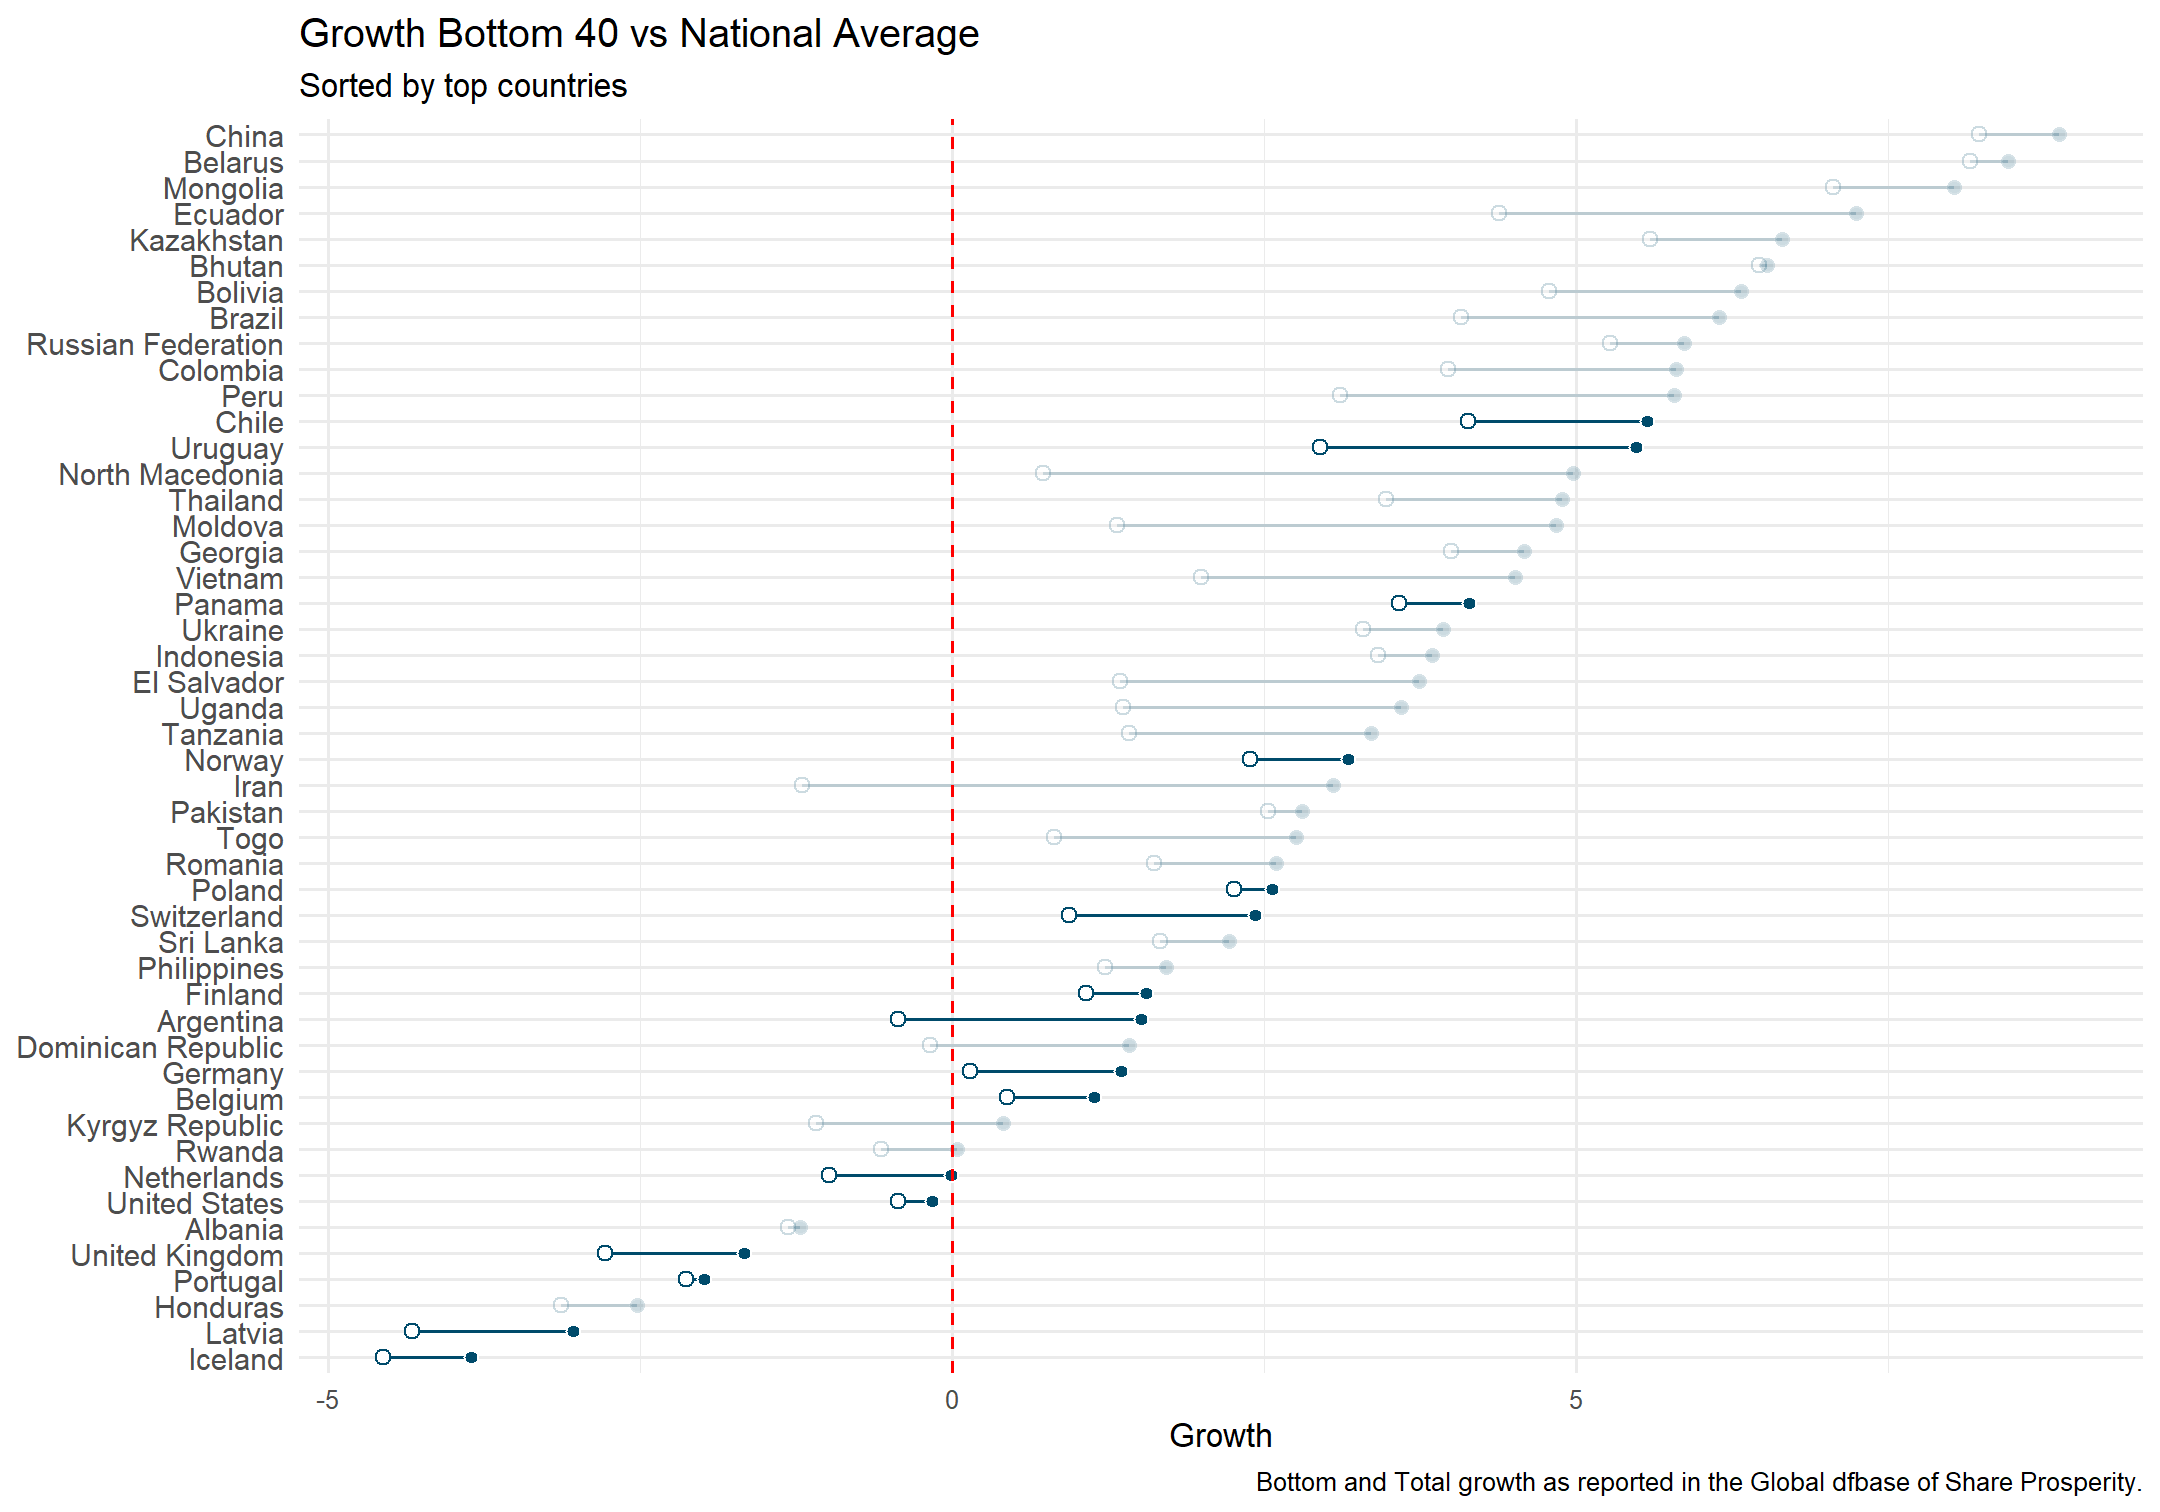 Growth Bottom 40 vs National Average
Sorted by top countries
China
Belarus
Mongolia
Ecuador
Kazakhstan
Bhutan
Bolivia
Brazil
Russian Federation
Colombia
Peru
Chile
Uruguay
North Macedonia
Thailand
Moldova
Georgia
Vietnam
Panama
Ukraine
Indonesia
El Salvador
Uganda
Tanzania
Norway
Iran
Pakistan
Togo
Romania
Poland
Switzerland
Sri Lanka
Philippines
Finland
Argentina
Dominican Republic
Germany
Belgium
Kyrgyz Republic
Rwanda
Netherlands
United States
Albania
United Kingdom
Portugal
Honduras
Latvia
Iceland
-5 0 5
Growth
Bottom and Total growth as reported in the Global dfbase of Share Prosperity.